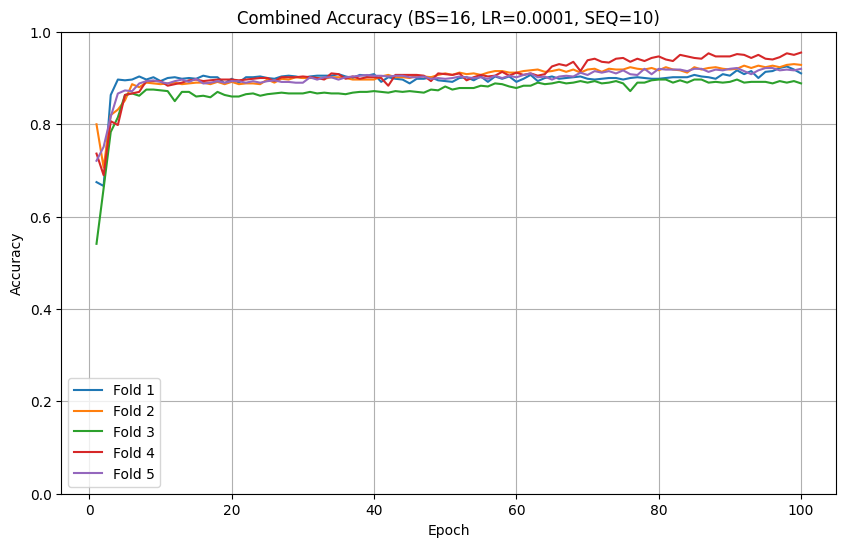 Combined Accuracy (BS=16, LR=0.0001, SEQ=10)
Accuracy
1.0
0.8
0.6
0.4
0.2
0.0
Fold 1
Fold 2
Fold 3
Fold 4
Fold 5
0 20 40 60 80 100
Epoch